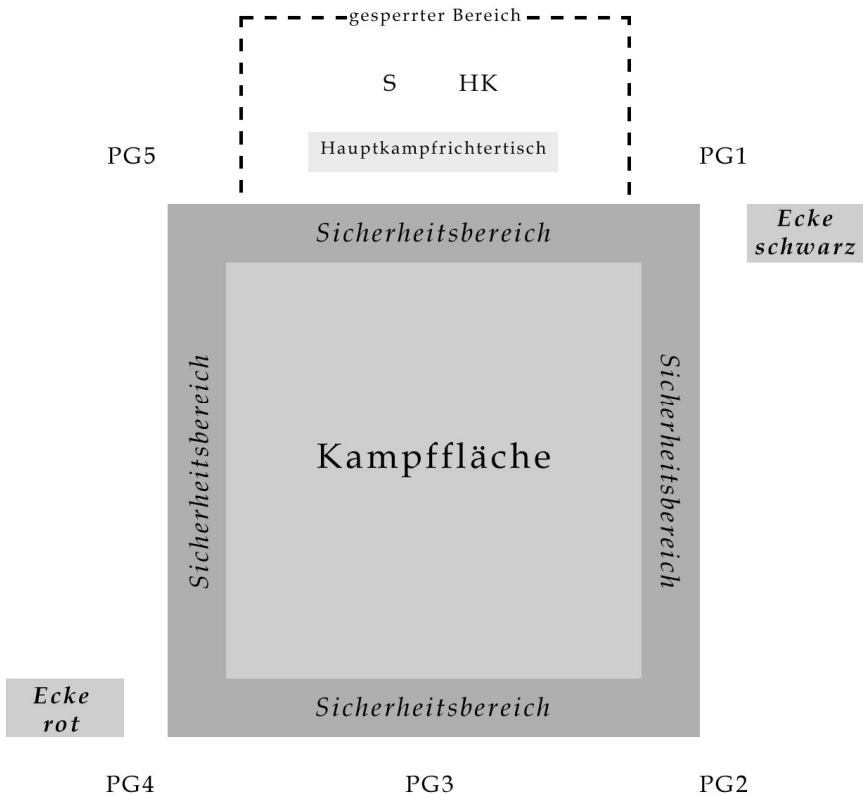 gesperrter Bereich
S HK
PG5 Hauptkampfrichtertisch PG1
Sicherheitsbereich
Ecke
schwarz
Sicherheitsbereich
Kampffläche
Sicherheitsbereich
Ecke
rot
Sicherheitsbereich
PG4 PG3 PG2